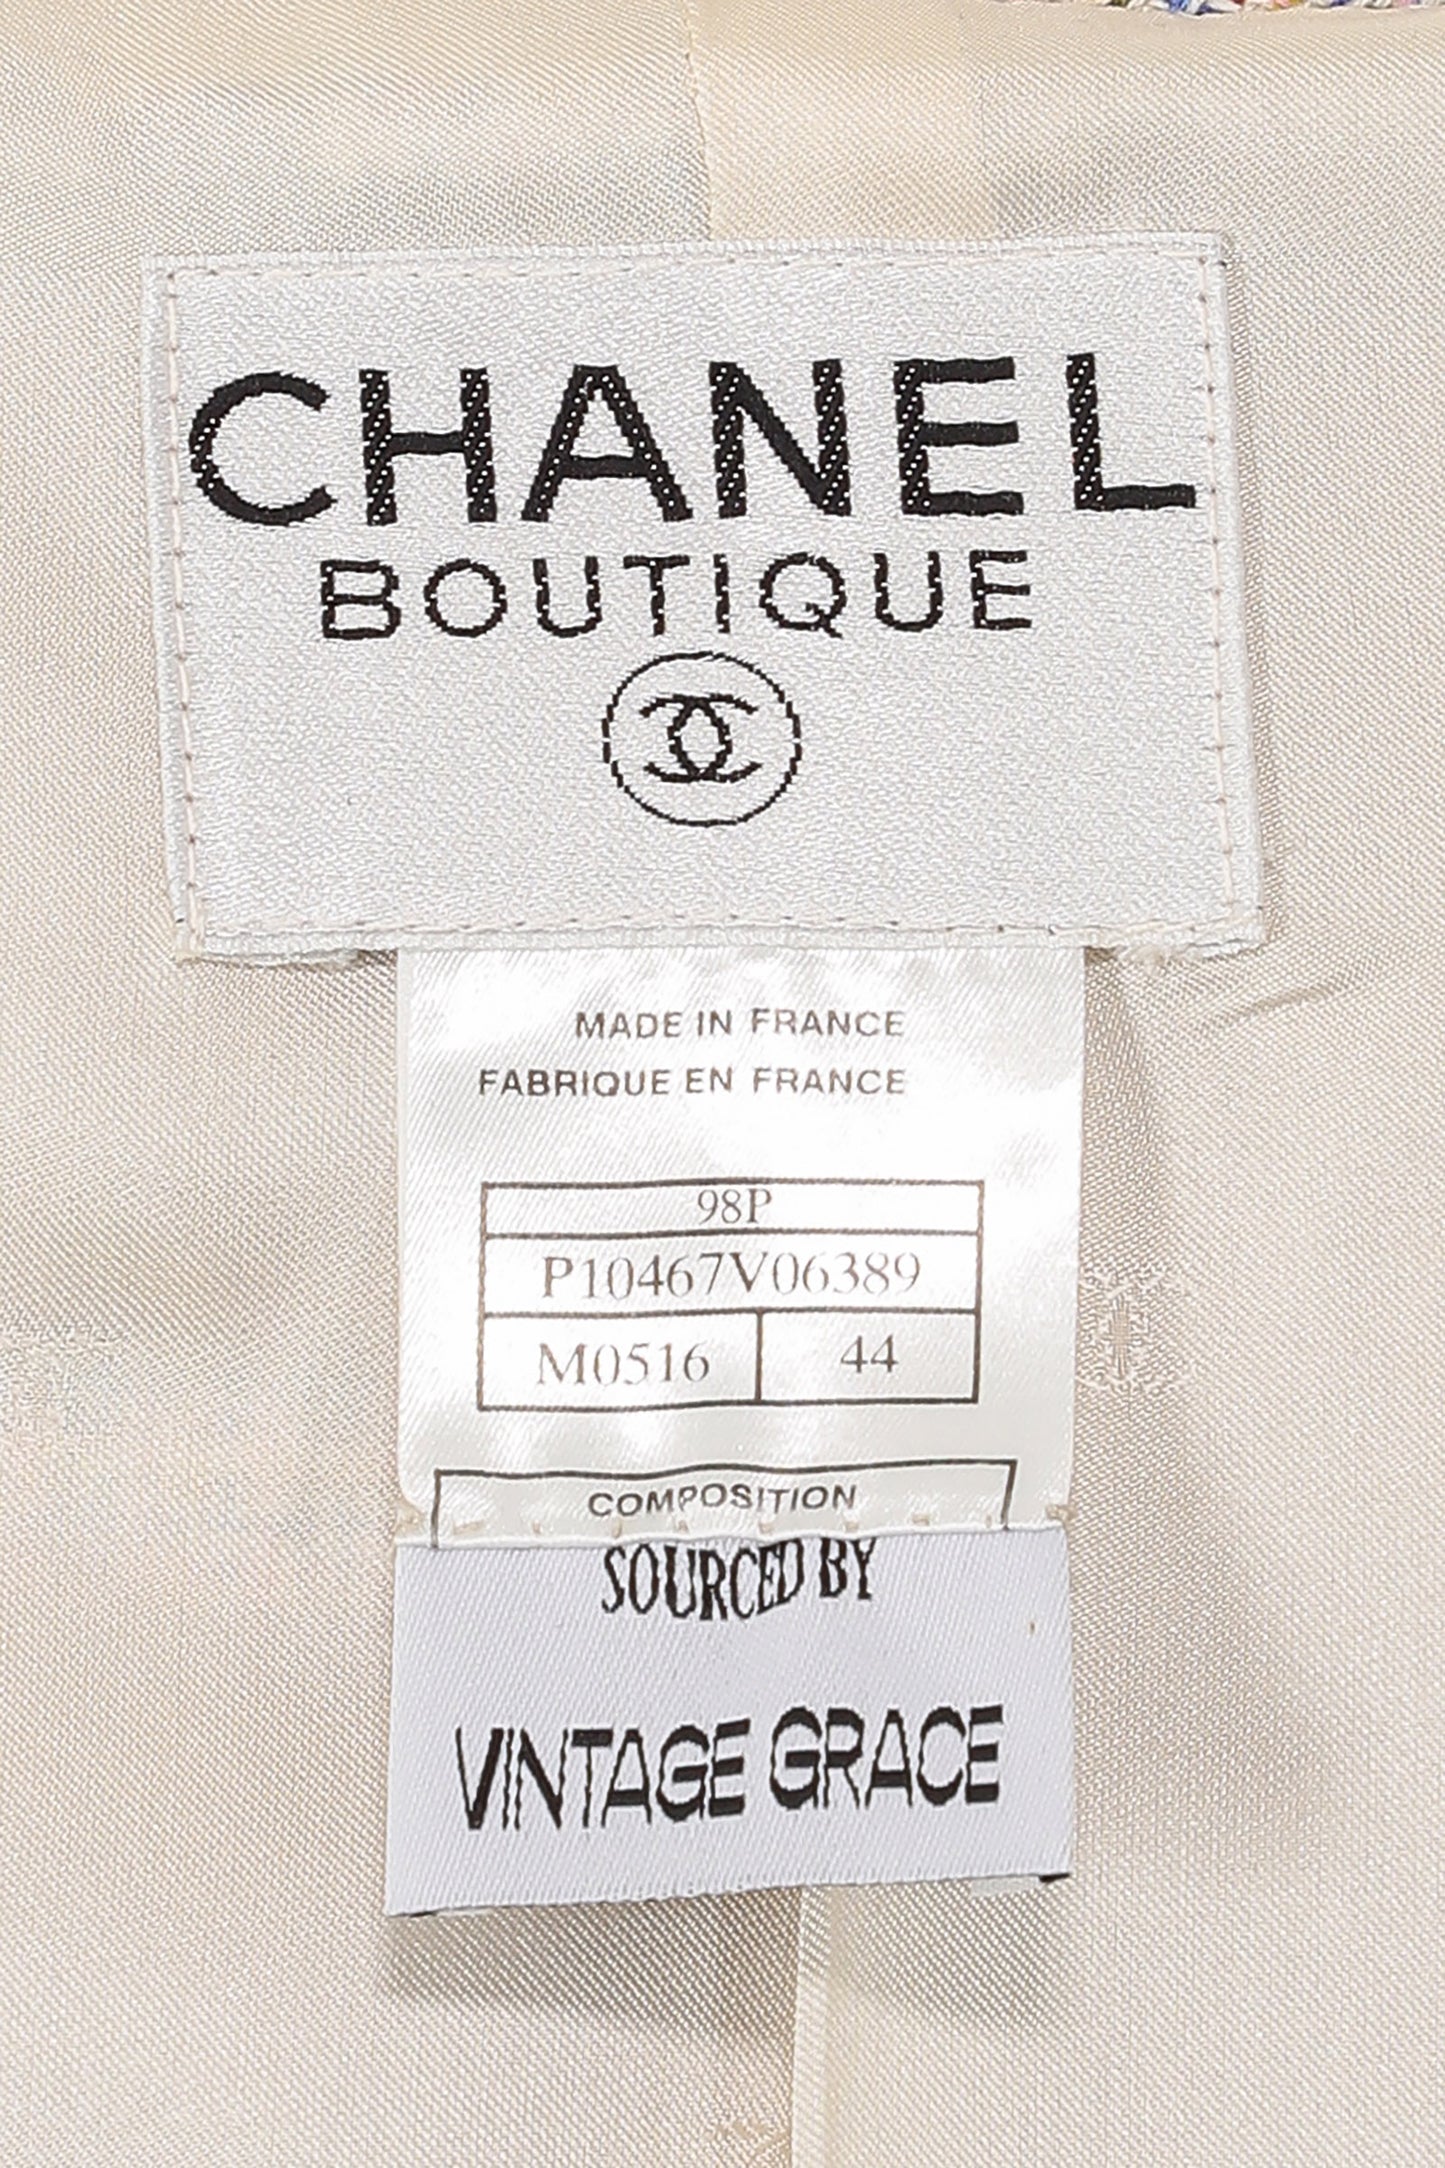 CHANEL
BOUTIQUE
MADE IN FRANCE
FABRIQUE EN FRANCE
98P
P10467V06389
M0516 44
COMPOSITION
SOURCED BY
VINTAGE GRACE